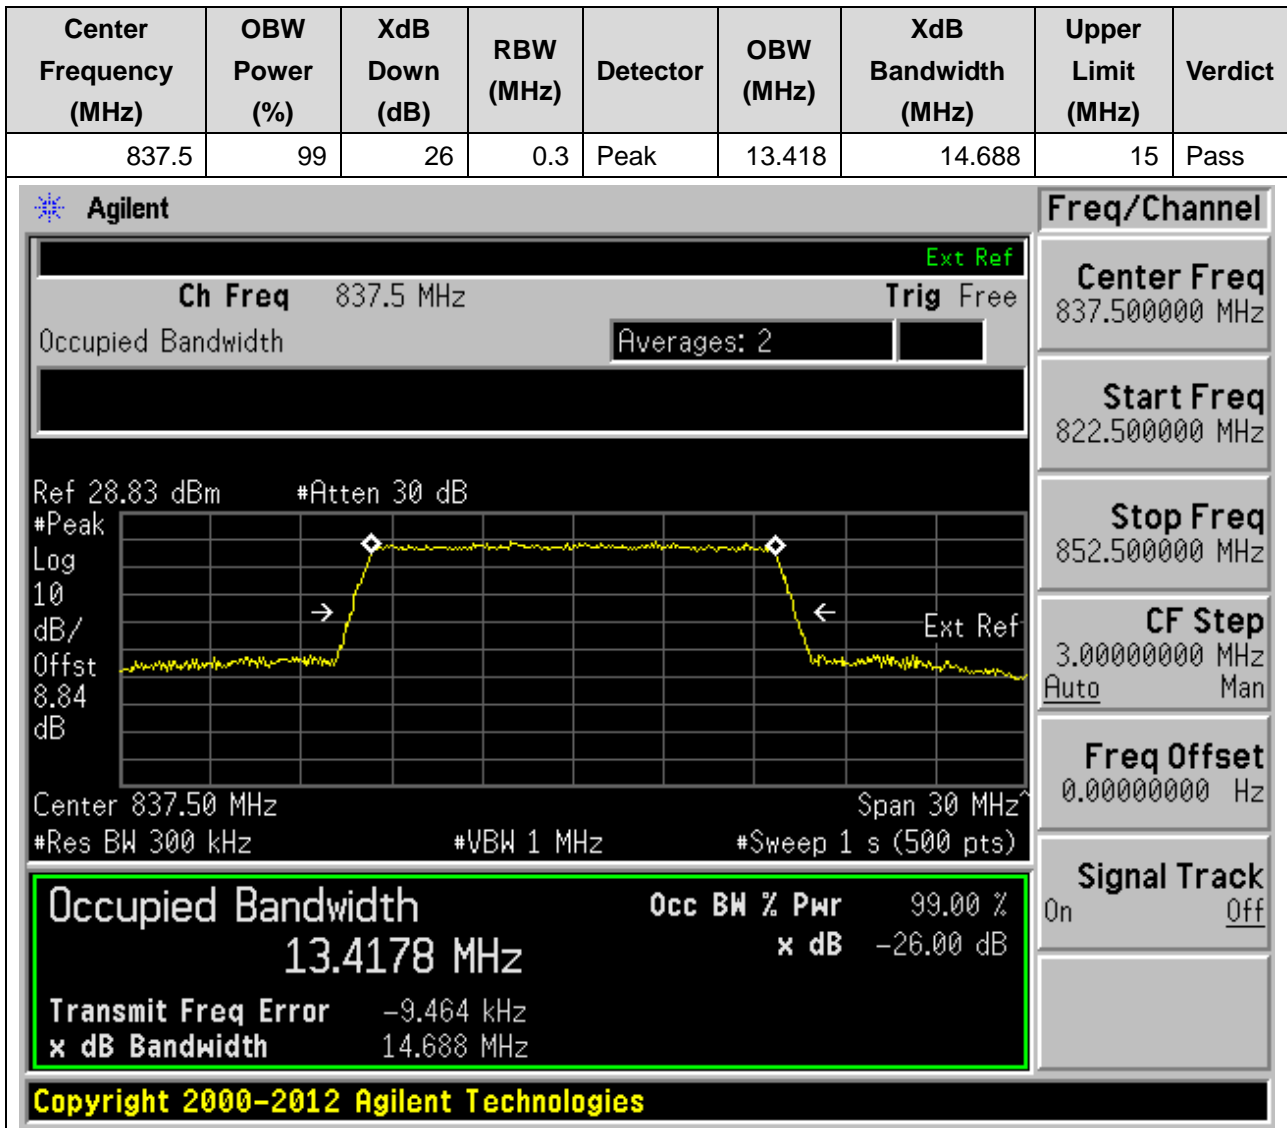 Center Frequency (MHz) OBW Power (%) XdB Down (dB) RBW (MHz) Detector OBW (MHz) XdB Bandwidth (MHz) Upper Limit (MHz) Verdict
837.5 99 26 0.3 Peak 13.418 14.688 15 Pass
Agilent
Freq/Channel
Ext Ref
Ch Freq 837.5 MHz Trig Free
Occupied Bandwidth Averages: 2
Ref 28.83 dBm #Atten 30 dB
#Peak
Log
10
dB/
Offst
8.84
dB
Ext Ref
Center 837.50 MHz Span 30 MHz^
#Res BW 300 kHz #VBW 1 MHz #Sweep 1 s (500 pts)
Occupied Bandwidth Occ BW % Pwr 99.00 %
13.4178 MHz x dB -26.00 dB
Transmit Freq Error -9.464 kHz
x dB Bandwidth 14.688 MHz
Center Freq
837.500000 MHz
Start Freq
822.500000 MHz
Stop Freq
852.500000 MHz
CF Step
3.00000000 MHz
Auto Man
Freq Offset
0.00000000 Hz
Signal Track
On Off
Copyright 2000-2012 Agilent Technologies